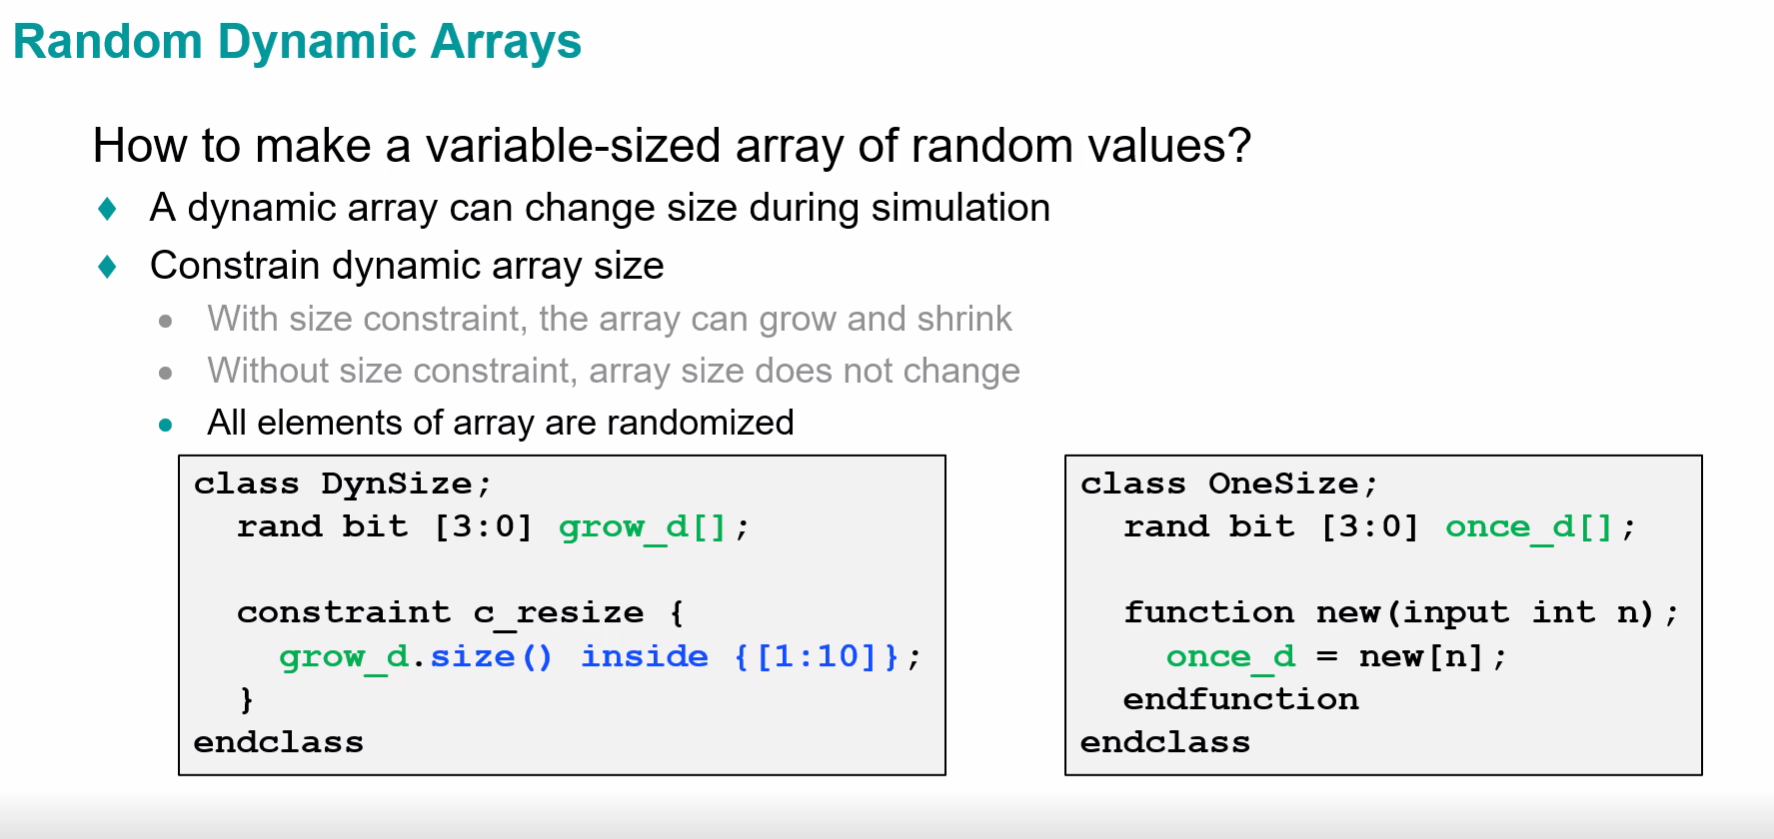 Random Dynamic Arrays
How to make a variable-sized array of random values?
♦ A dynamic array can change size during simulation
♦ Constrain dynamic array size
• With size constraint, the array can grow and shrink
• Without size constraint, array size does not change
• All elements of array are randomized
class DynSize;
  rand bit [3:0] grow_d[];
  constraint c_resize {
    grow_d.size() inside {[1:10]};
  }
endclass
class OneSize;
  rand bit [3:0] once_d[];
  function new(input int n);
    once_d = new[n];
  endfunction
endclass